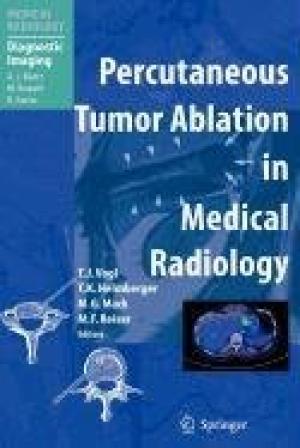 MEDICAL
RADIOLOGY
Diagnostic
Imaging
Percutaneous
Tumor Ablation
in
Medical
Radiology
T.J. Vogl
T.K. Helmberger
M.G. Mack
M.F. Reiser
Editors
Springer